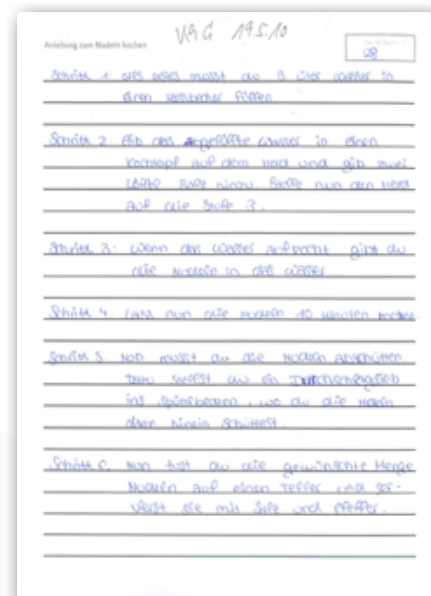 VBG 19.5.10
Anleitung zum Nudeln kochen
28
Schritt 1. Als erstes musst du 3 Liter Wasser in
einen Messbecher füllen.
Schritt 2. Gib das abgefüllte Wasser in einen
Kochtopf auf dem Herd und gib zwei
Löffel Salz hinzu. Stelle nun den Herd
auf die Stufe 3.
Schritt 3: Wenn das Wasser aufkocht gibst du
die Nudeln in das Wasser
Schritt 4. Lass nun die Nudeln 10 Minuten kochen
Schritt 5. Nun musst du die Nudeln abschütten
Dazu stellst du ein
ins Spülbecken, wo du die Nudeln
dann hinein schüttest.
Schritt 6. Nun tust du die gewünschte Menge
Nudeln auf einen Teller und ser-
vierst sie mit Salz und Pfeffer.